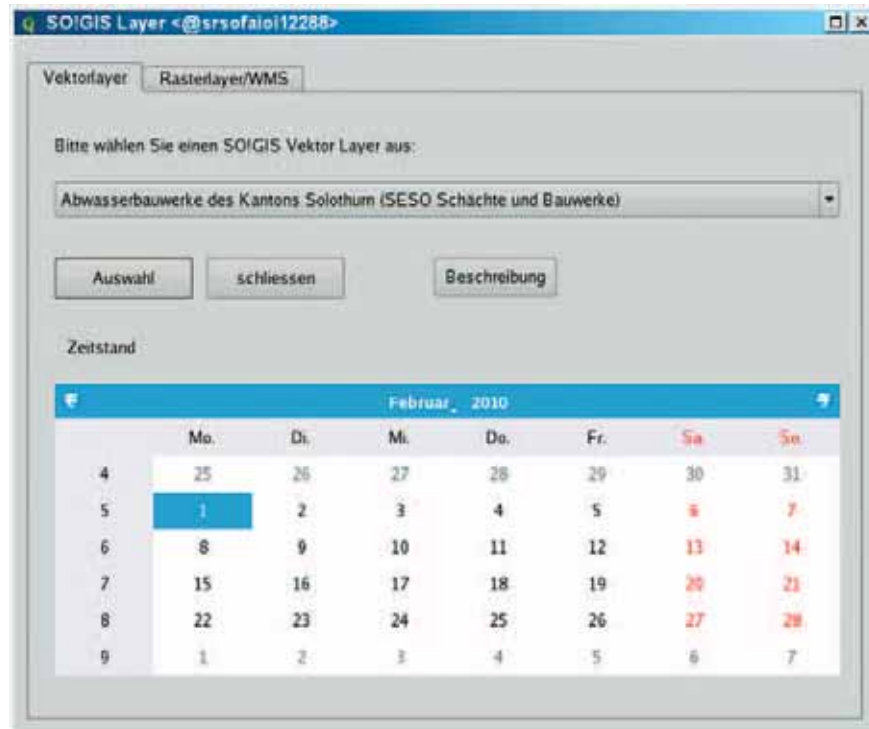 SO!GIS Layer <@srsofaioi12288>
Vektorlayer Rasterlayer/WMS
Bitte wählen Sie einen SO!GIS Vektor Layer aus:
Abwasserbauwerke des Kantons Solothurn (SESO Schächte und Bauwerke)
Auswahl schliessen Beschreibung
Zeitstand
Februar 2010
Mo. Di. Mi. Do. Fr. Sa. So.
4 25 26 27 28 29 30 31
5 1 2 3 4 5 6 7
6 8 9 10 11 12 13 14
7 15 16 17 18 19 20 21
8 22 23 24 25 26 27 28
9 1 2 3 4 5 6 7